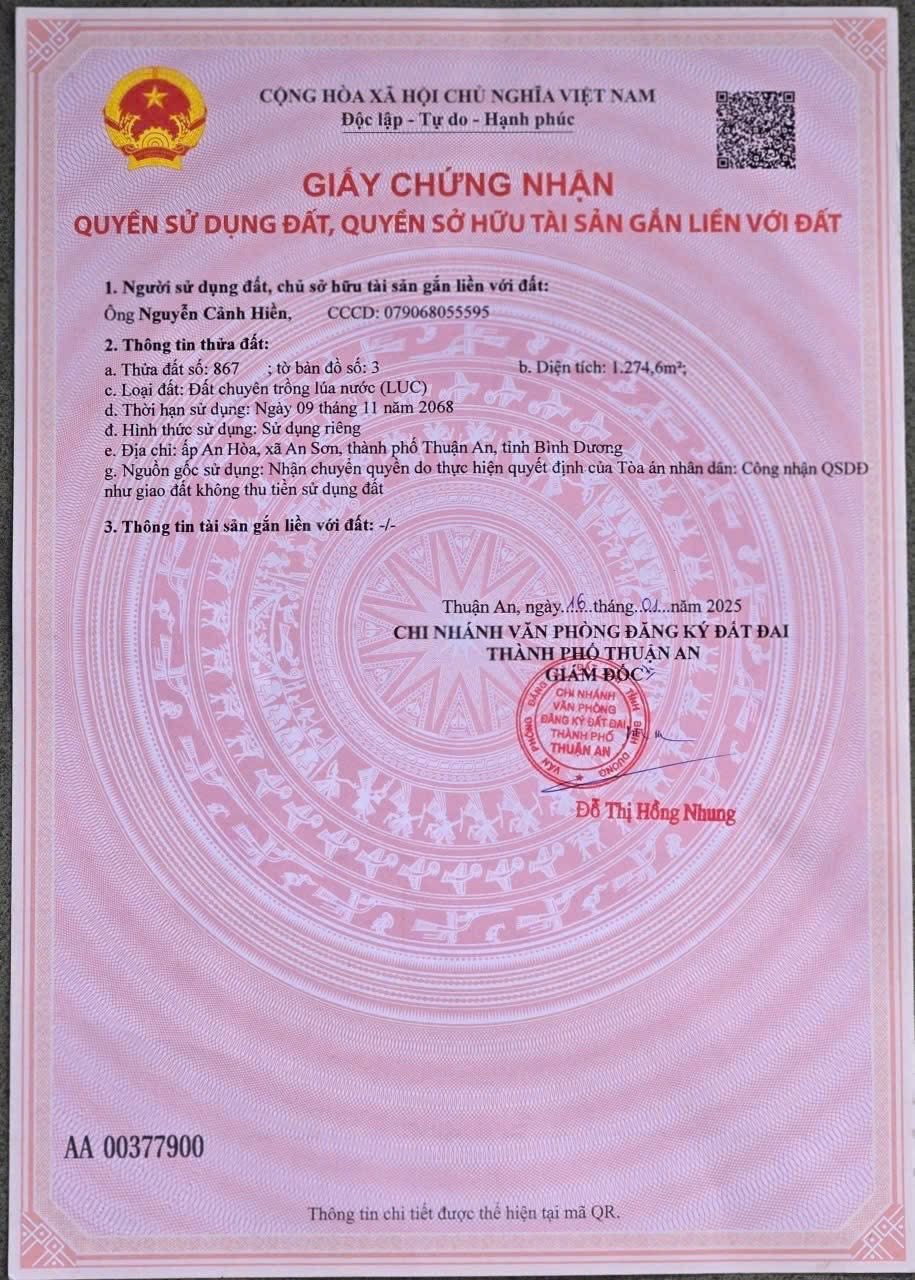 CỘNG HÒA XÃ HỘI CHỦ NGHĨA VIỆT NAM
Độc lập - Tự do - Hạnh phúc
GIẤY CHỨNG NHẬN
QUYỀN SỬ DỤNG ĐẤT, QUYỀN SỞ HỮU TÀI SẢN GẮN LIỀN VỚI ĐẤT
1. Người sử dụng đất, chủ sở hữu tài sản gắn liền với đất:
Ông Nguyễn Cảnh Hiền, CCCD: 079068055595
2. Thông tin thửa đất:
a. Thửa đất số: 867 ; tờ bản đồ số: 3 b. Diện tích: 1.274,6m²;
c. Loại đất: Đất chuyên trồng lúa nước (LUC)
d. Thời hạn sử dụng: Ngày 09 tháng 11 năm 2068
đ. Hình thức sử dụng: Sử dụng riêng
e. Địa chỉ: ấp An Hòa, xã An Sơn, thành phố Thuận An, tỉnh Bình Dương
g. Nguồn gốc sử dụng: Nhận chuyển quyền do thực hiện quyết định của Tòa án nhân dân: Công nhận QSDĐ
như giao đất không thu tiền sử dụng đất
3. Thông tin tài sản gắn liền với đất: -/-
Thuận An, ngày 16 tháng 01 năm 2025
CHI NHÁNH VĂN PHÒNG ĐĂNG KÝ ĐẤT ĐAI
THÀNH PHỐ THUẬN AN
GIÁM ĐỐC
CHI NHÁNH
VĂN PHÒNG
ĐĂNG KÝ ĐẤT ĐAI
THÀNH PHỐ
THUẬN AN
Đỗ Thị Hồng Nhung
AA 00377900
Thông tin chi tiết được thể hiện tại mã QR.